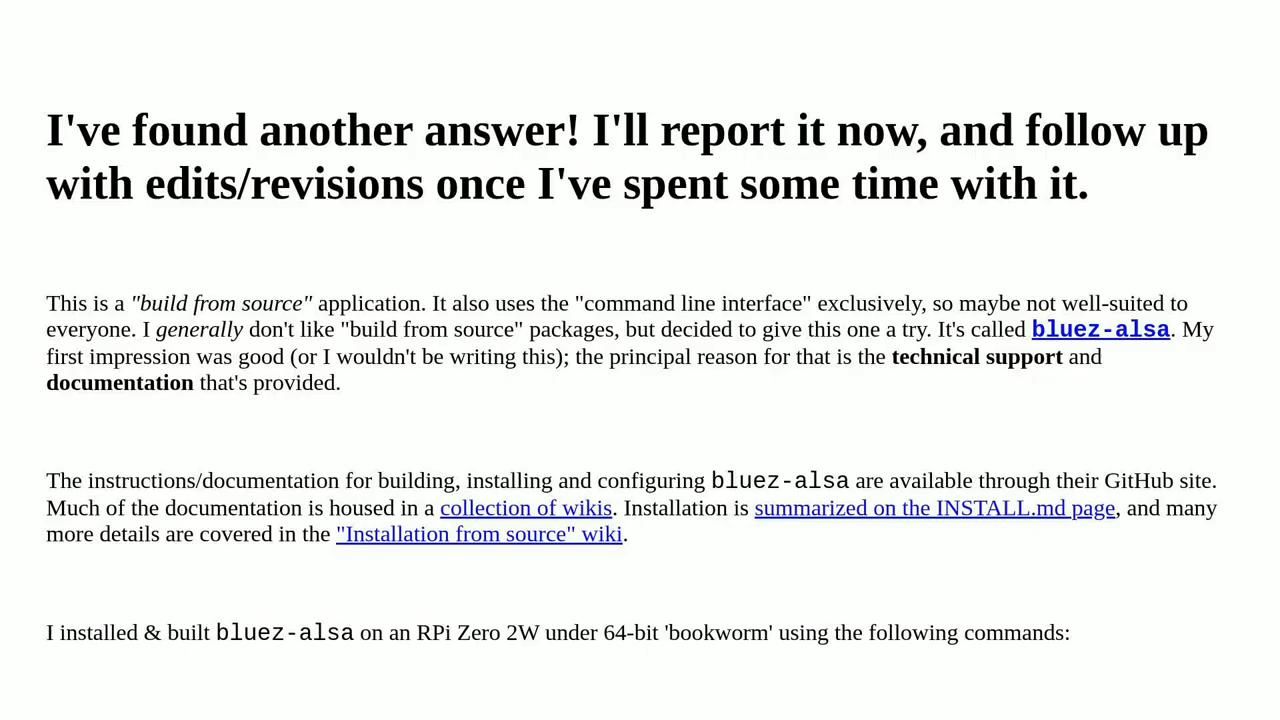 I've found another answer! I'll report it now, and follow up
with edits/revisions once I've spent some time with it.
This is a "build from source" application. It also uses the "command line interface" exclusively, so maybe not well-suited to
everyone. I generally don't like "build from source" packages, but decided to give this one a try. It's called bluez-alsa. My
first impression was good (or I wouldn't be writing this); the principal reason for that is the technical support and
documentation that's provided.
The instructions/documentation for building, installing and configuring bluez-alsa are available through their GitHub site.
Much of the documentation is housed in a collection of wikis. Installation is summarized on the INSTALL.md page, and many
more details are covered in the "Installation from source" wiki.
I installed & built bluez-alsa on an RPi Zero 2W under 64-bit 'bookworm' using the following commands: